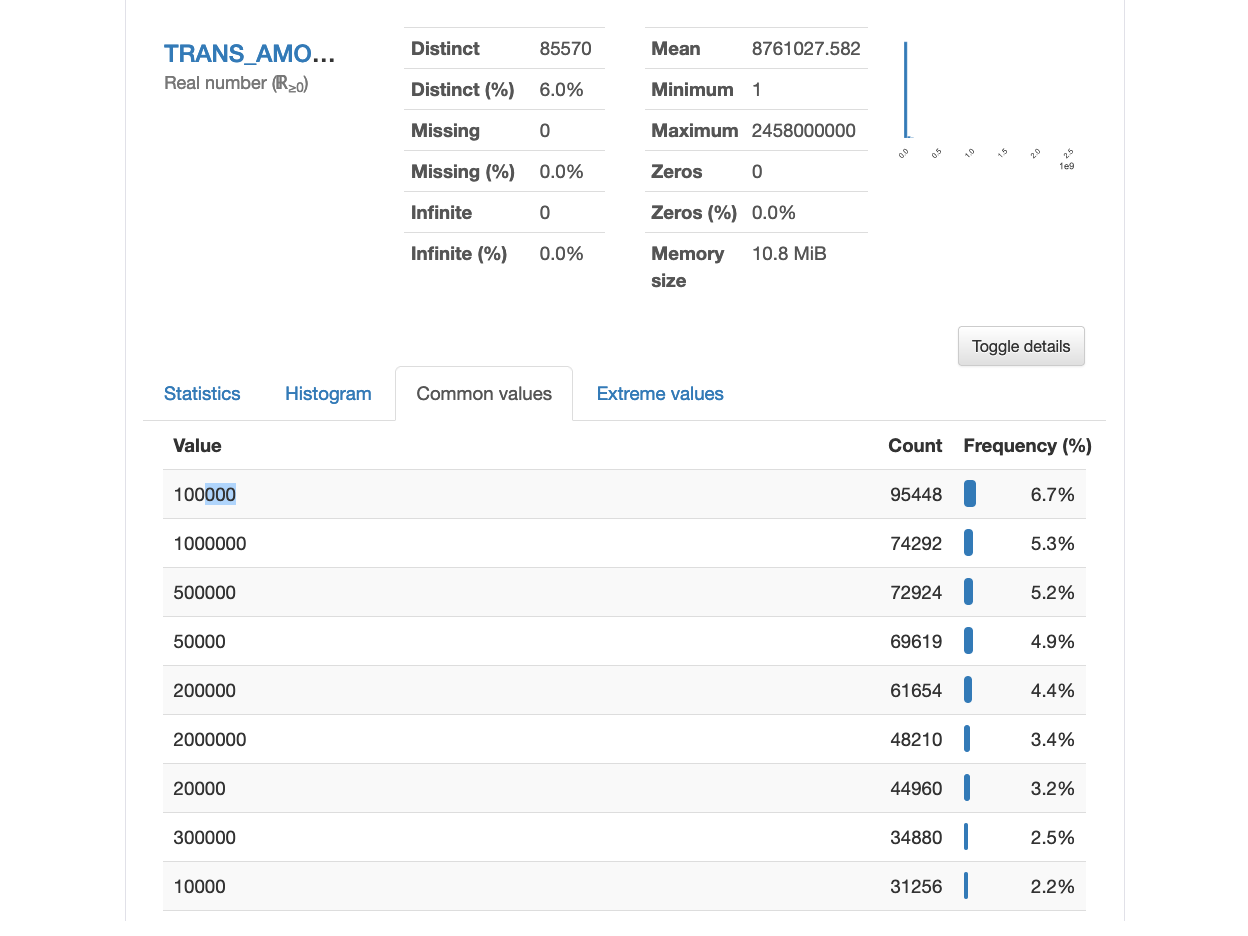 TRANS_AMO...
Real number (ℝ≥0)
Distinct 85570
Distinct (%) 6.0%
Missing 0
Missing (%) 0.0%
Infinite 0
Infinite (%) 0.0%
Mean 8761027.582
Minimum 1
Maximum 2458000000
Zeros 0
Zeros (%) 0.0%
Memory size 10.8 MiB
0.0 0.5 1.0 1.5 2.0 2.5
1e9
Toggle details
Statistics Histogram Common values Extreme values
Value Count Frequency (%)
100000 95448 6.7%
1000000 74292 5.3%
500000 72924 5.2%
50000 69619 4.9%
200000 61654 4.4%
2000000 48210 3.4%
20000 44960 3.2%
300000 34880 2.5%
10000 31256 2.2%